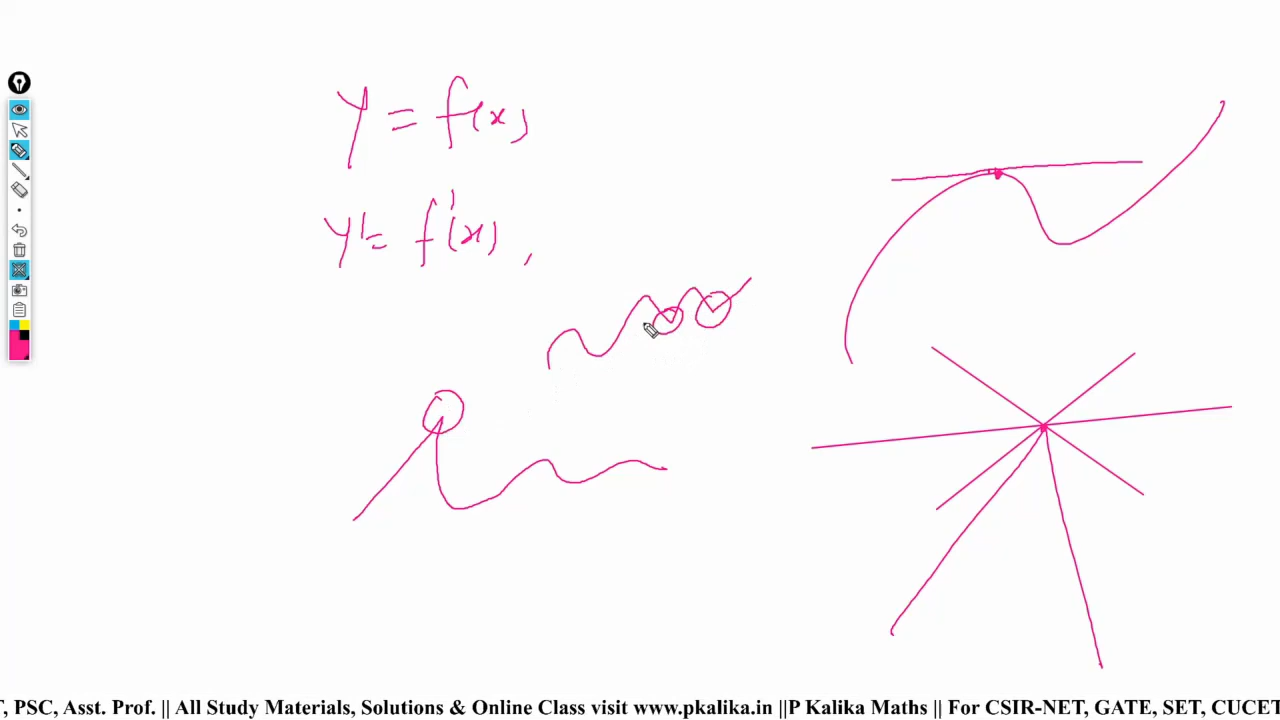 y = f(x)
y' = f'(x),
T, PSC, Asst. Prof. || All Study Materials, Solutions & Online Class visit www.pkalika.in ||P Kalika Maths || For CSIR-NET, GATE, SET, CUCET